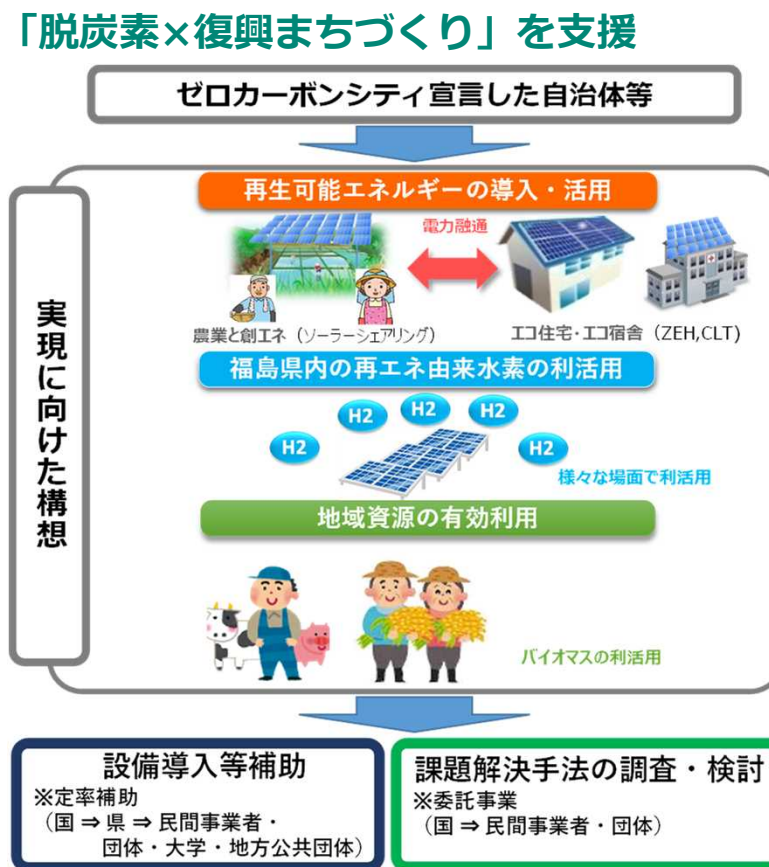 「脱炭素×復興まちづくり」を支援
ゼロカーボンシティ宣言した自治体等
実現に向けた構想
再生可能エネルギーの導入・活用
電力融通
農業と創エネ（ソーラーシェアリング）
エコ住宅・エコ宿舎（ZEH,CLT）
福島県内の再エネ由来水素の利活用
H2
H2
H2
H2
H2
様々な場面で利活用
地域資源の有効利用
バイオマスの利活用
設備導入等補助
※定率補助
（国 ⇒ 県 ⇒ 民間事業者・
団体・大学・地方公共団体）
課題解決手法の調査・検討
※委託事業
（国 ⇒ 民間事業者・団体）